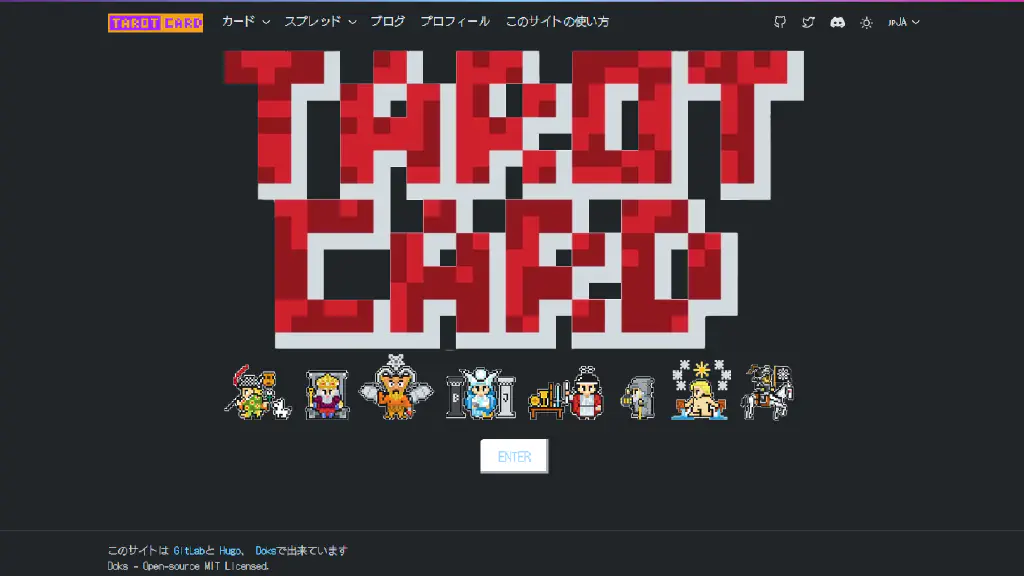 TAROT CARD カード スプレッド ブログ プロフィール このサイトの使い方 JPJA
TAROT
CARD
B J
ENTER
このサイトは GitLabと Hugo、 Doksで出来ています
Doks - Open-source MIT Licensed.